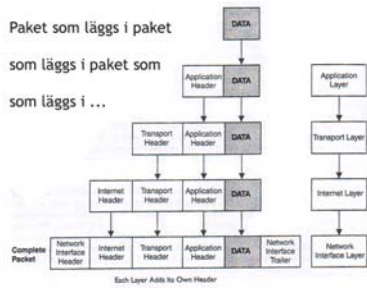 Paket som läggs i paket
som läggs i paket som
som läggs i ...
DATA
Application Header
DATA
Application Layer
Transport Header
Application Header
DATA
Transport Layer
Internet Header
Transport Header
Application Header
DATA
Internet Layer
Complete Packet
Network Interface Header
Internet Header
Transport Header
Application Header
DATA
Network Interface Trailer
Network Interface Layer
Each Layer Adds Its Own Header